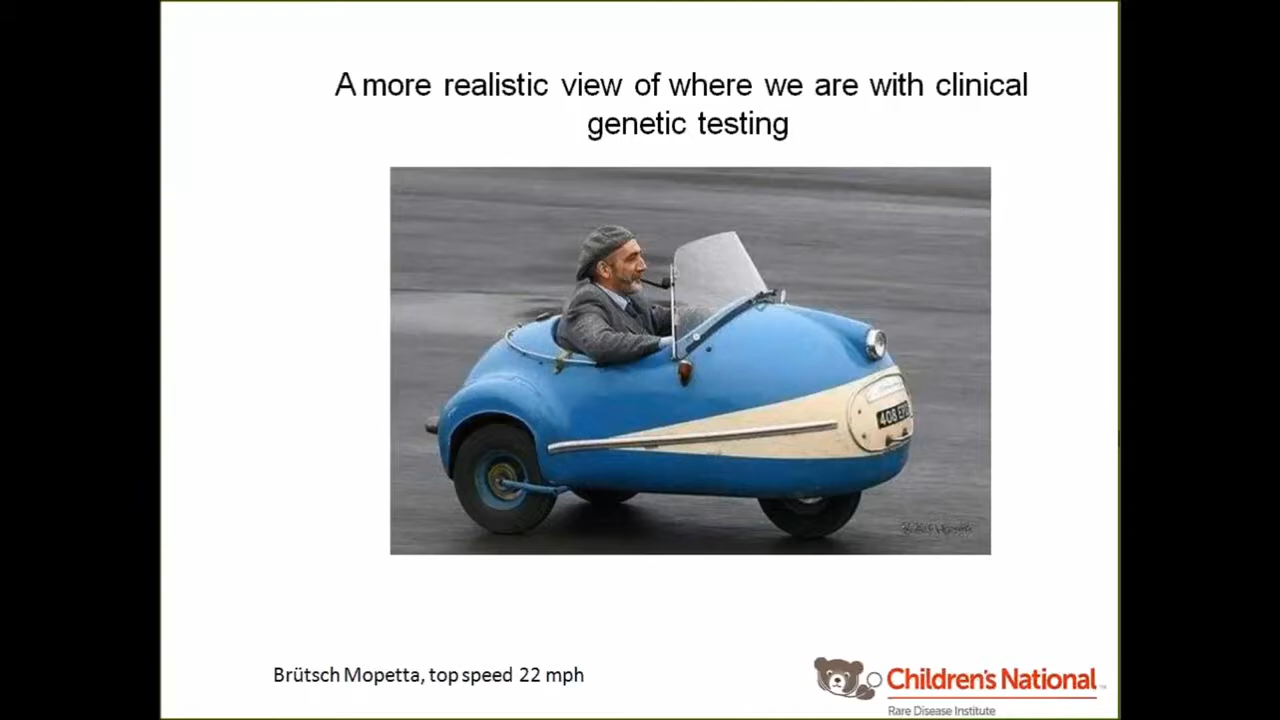 A more realistic view of where we are with clinical
genetic testing
Brütsch Mopetta, top speed 22 mph
Children's National
Rare Disease Institute